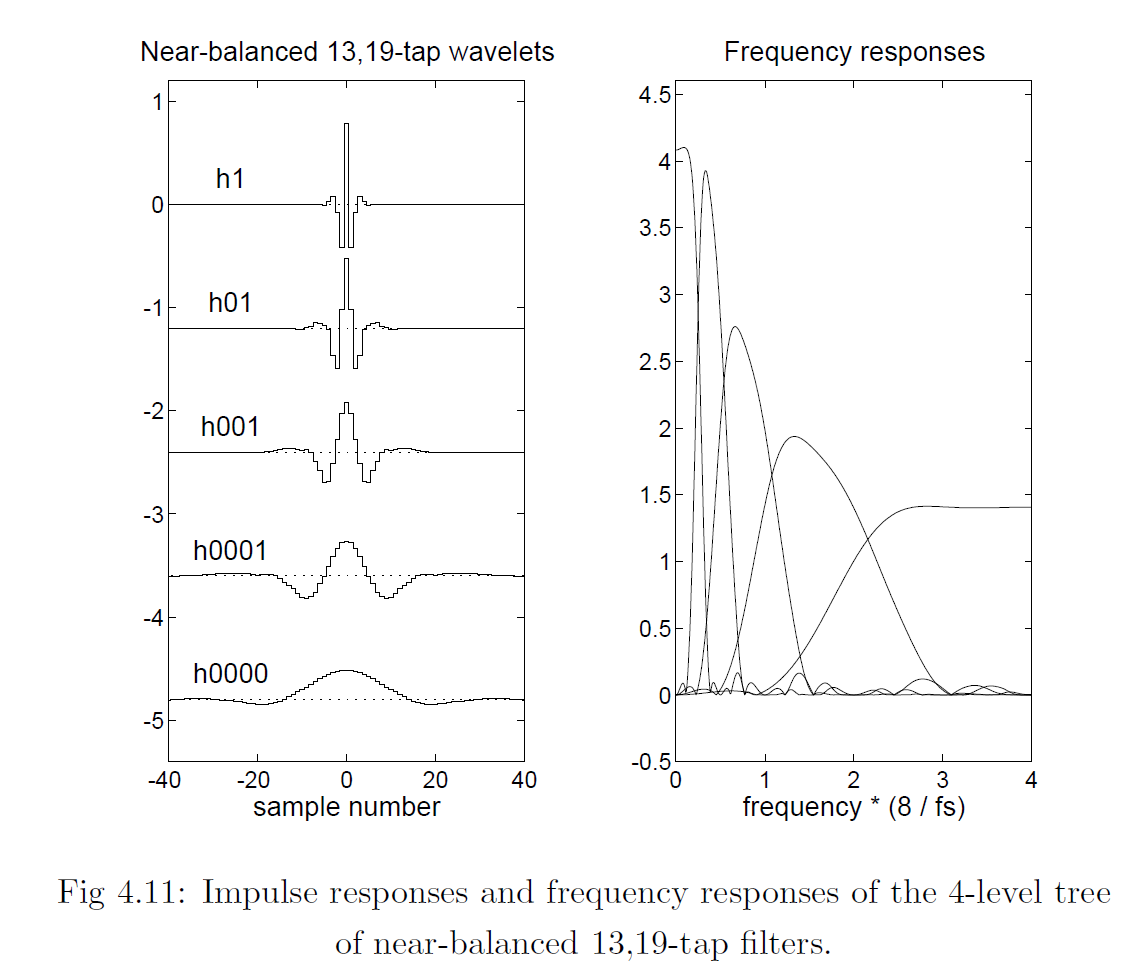 Near-balanced 13,19-tap wavelets
1
h1
0
h01
-1
-2
h001
-3
h0001
-4
h0000
-5
-40 -20 0 20 40
sample number
Frequency responses
4.5
4
3.5
3
2.5
2
1.5
1
0.5
0
-0.5
0 1 2 3 4
frequency * (8 / fs)
Fig 4.11: Impulse responses and frequency responses of the 4-level tree
of near-balanced 13,19-tap filters.